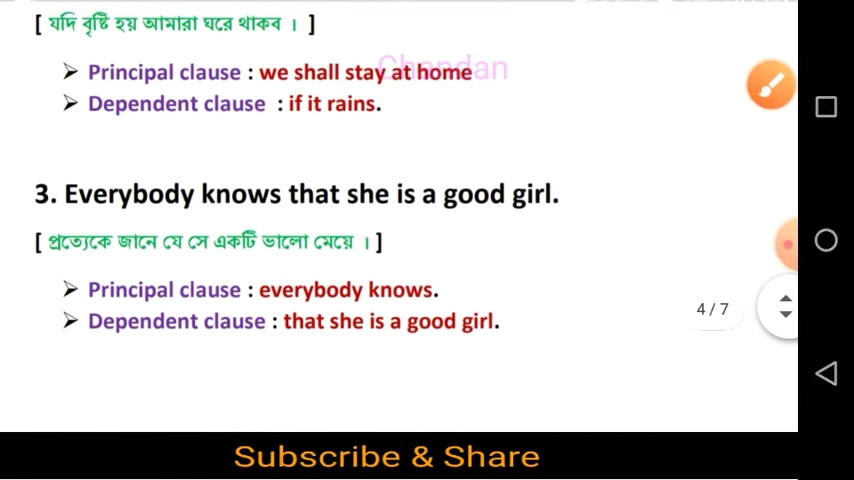 [ যদি বৃষ্টি হয় আমারা ঘরে থাকব । ]
Chandan
➢ Principal clause : we shall stay at home
➢ Dependent clause : if it rains.
3. Everybody knows that she is a good girl.
[ প্রত্যেকে জানে যে সে একটি ভালো মেয়ে । ]
➢ Principal clause : everybody knows.
4 / 7
➢ Dependent clause : that she is a good girl.
Subscribe & Share